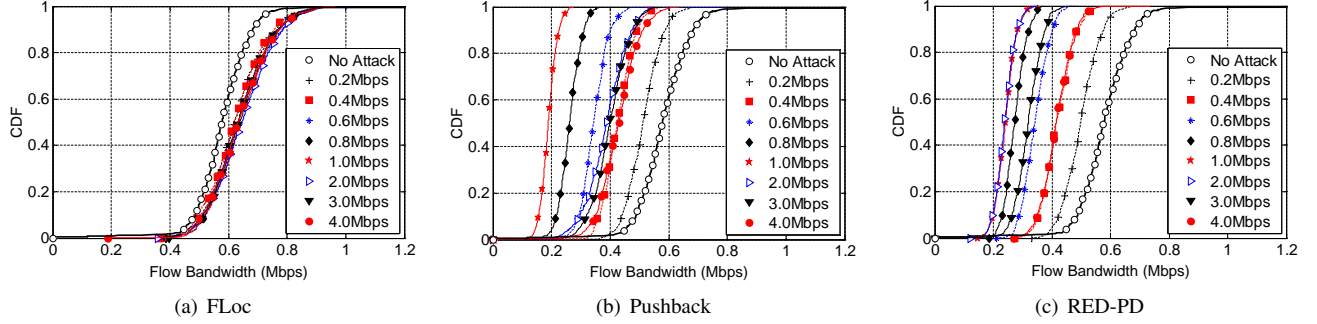 1
0.8
0.6
0.4
0.2
0
CDF
0
0.2
0.4
0.6
0.8
1
1.2
Flow Bandwidth (Mbps)
No Attack
0.2Mbps
0.4Mbps
0.6Mbps
0.8Mbps
1.0Mbps
2.0Mbps
3.0Mbps
4.0Mbps
(a) FLoc
1
0.8
0.6
0.4
0.2
0
CDF
0
0.2
0.4
0.6
0.8
1
1.2
Flow Bandwidth (Mbps)
No Attack
0.2Mbps
0.4Mbps
0.6Mbps
0.8Mbps
1.0Mbps
2.0Mbps
3.0Mbps
4.0Mbps
(b) Pushback
1
0.8
0.6
0.4
0.2
0
CDF
0
0.2
0.4
0.6
0.8
1
1.2
Flow Bandwidth (Mbps)
No Attack
0.2Mbps
0.4Mbps
0.6Mbps
0.8Mbps
1.0Mbps
2.0Mbps
3.0Mbps
4.0Mbps
(c) RED-PD